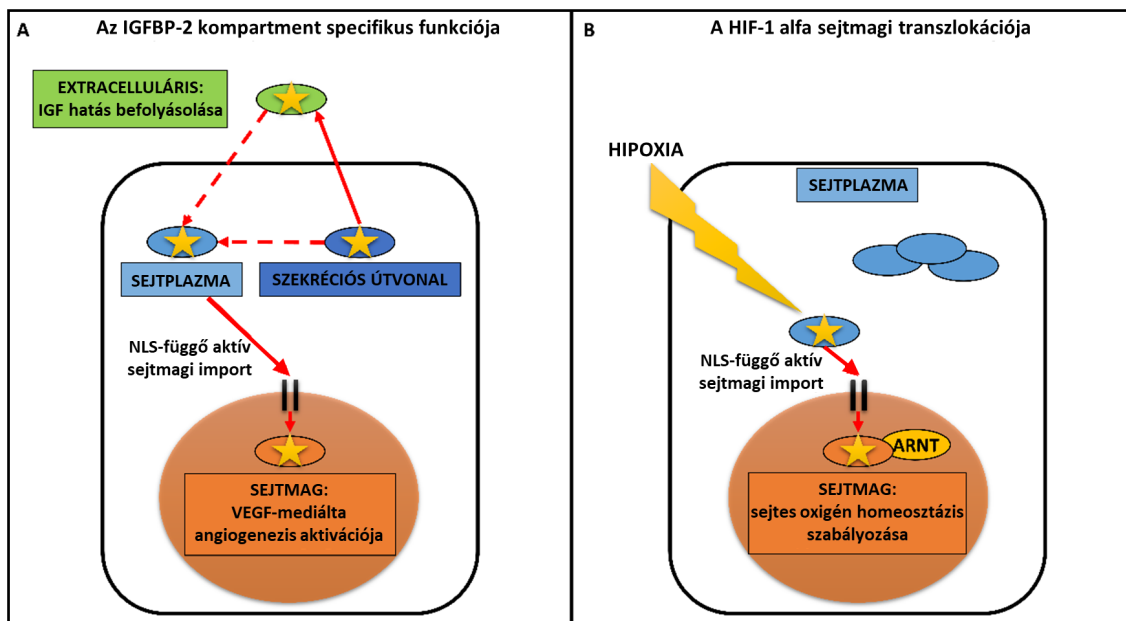 A
Az IGFBP-2 kompartment specifikus funkciója
EXTRACELLULÁRIS:
IGF hatás befolyásolása
SEJTPLAZMA
SZEKRÉCIÓS ÚTVONAL
NLS-függő aktív
sejtmagi import
SEJTMAG:
VEGF-mediálta
angiogenezis aktivációja
B
A HIF-1 alfa sejtmagi transzlokációja
HIPOXIA
SEJTPLAZMA
NLS-függő aktív
sejtmagi import
ARNT
SEJTMAG:
sejtes oxigén homeosztázis
szabályozása